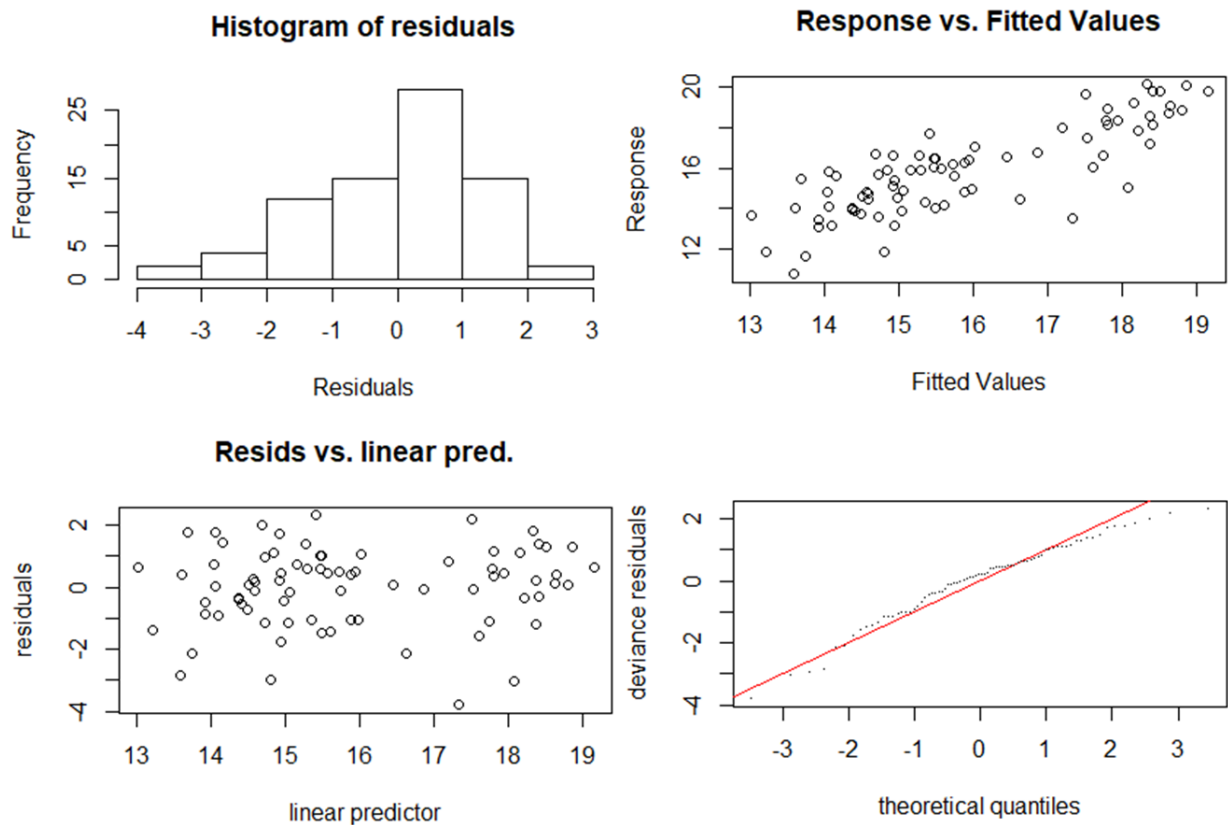 Histogram of residuals
Frequency
0 5 15 25
-4 -3 -2 -1 0 1 2 3
Residuals
Response vs. Fitted Values
Response
12 16 20
13 14 15 16 17 18 19
Fitted Values
Resids vs. linear pred.
residuals
-4 -2 0 2
13 14 15 16 17 18 19
linear predictor
deviance residuals
-4 -2 0 2
-3 -2 -1 0 1 2 3
theoretical quantiles